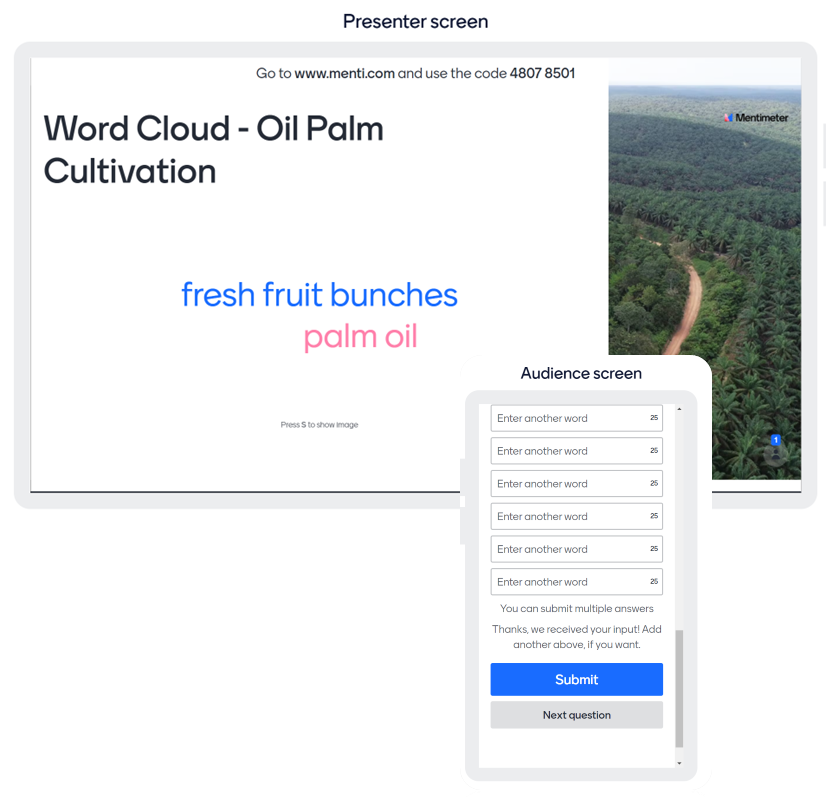 Presenter screen
Go to www.menti.com and use the code 4807 8501
Mentimeter
Word Cloud - Oil Palm
Cultivation
fresh fruit bunches
palm oil
Press S to show image
1
Audience screen
Enter another word 25
Enter another word 25
Enter another word 25
Enter another word 25
Enter another word 25
Enter another word 25
You can submit multiple answers
Thanks, we received your input! Add
another above, if you want.
Submit
Next question